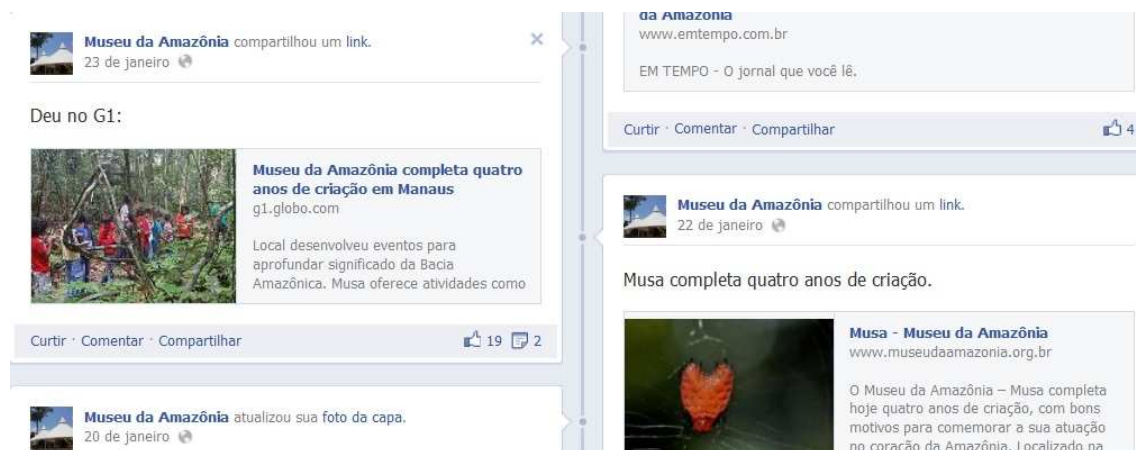 Museu da Amazônia compartilhou um link.
23 de janeiro
Deu no G1:
Museu da Amazônia completa quatro
anos de criação em Manaus
g1.globo.com
Local desenvolveu eventos para
aprofundar significado da Bacia
Amazônica. Musa oferece atividades como
Curtir · Comentar · Compartilhar
19 2
Museu da Amazônia atualizou sua foto da capa.
20 de janeiro
da Amazônia
www.emtempo.com.br
EM TEMPO - O jornal que você lê.
Curtir · Comentar · Compartilhar
4
Museu da Amazônia compartilhou um link.
22 de janeiro
Musa completa quatro anos de criação.
Musa - Museu da Amazônia
www.museudaamazonia.org.br
O Museu da Amazônia – Musa completa
hoje quatro anos de criação, com bons
motivos para comemorar a sua atuação
no coração da Amazônia. Localizado na